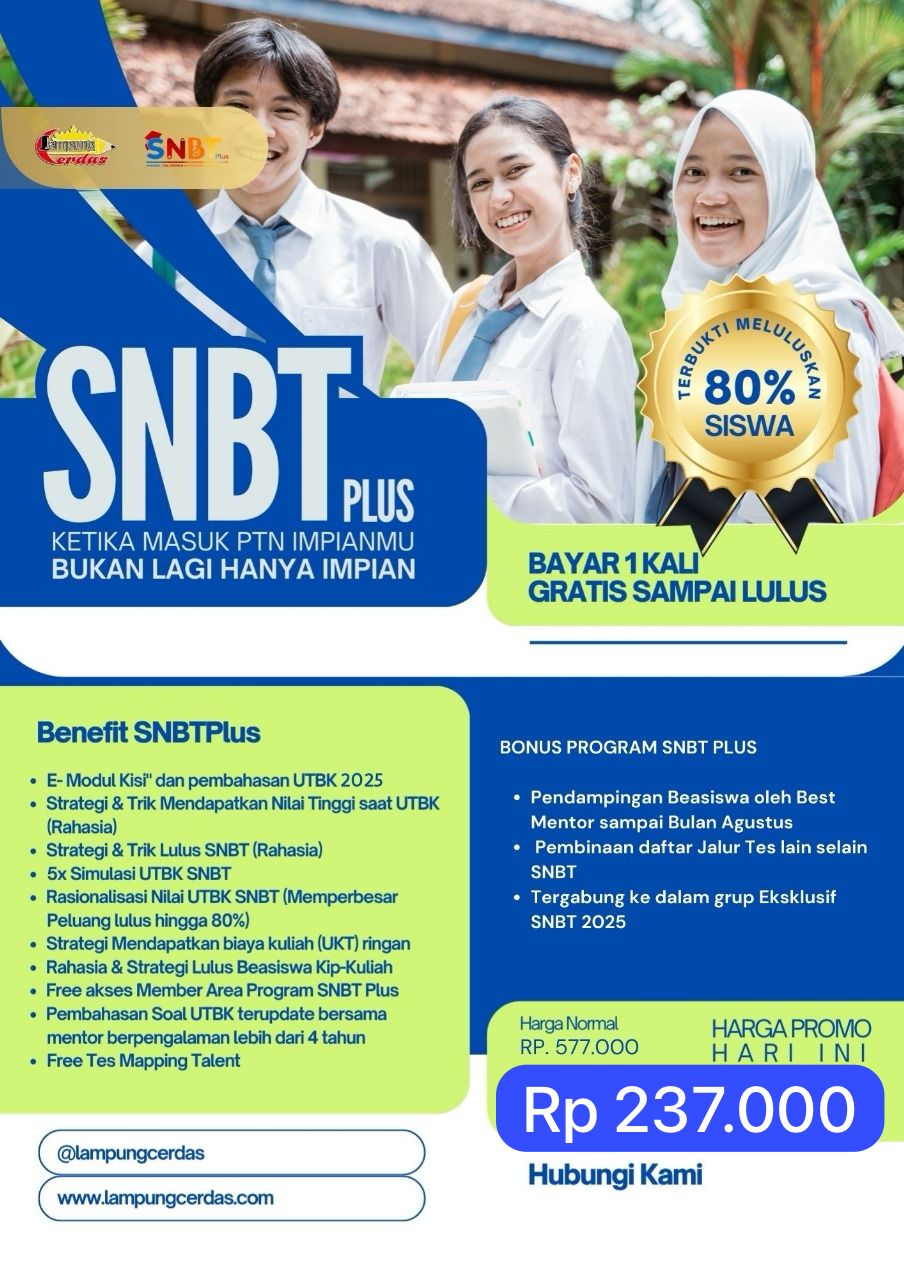 Lampung
Cerdas
SNBT Plus
TERBUKTI MELULUSKAN
80%
SISWA
SNBT PLUS
KETIKA MASUK PTN IMPIANMU
BUKAN LAGI HANYA IMPIAN
BAYAR 1 KALI
GRATIS SAMPAI LULUS
Benefit SNBTPlus
• E- Modul Kisi" dan pembahasan UTBK 2025
• Strategi & Trik Mendapatkan Nilai Tinggi saat UTBK
(Rahasia)
• Strategi & Trik Lulus SNBT (Rahasia)
• 5x Simulasi UTBK SNBT
• Rasionalisasi Nilai UTBK SNBT (Memperbesar
Peluang lulus hingga 80%)
• Strategi Mendapatkan biaya kuliah (UKT) ringan
• Rahasia & Strategi Lulus Beasiswa Kip-Kuliah
• Free akses Member Area Program SNBT Plus
• Pembahasan Soal UTBK terupdate bersama
mentor berpengalaman lebih dari 4 tahun
• Free Tes Mapping Talent
BONUS PROGRAM SNBT PLUS
• Pendampingan Beasiswa oleh Best
Mentor sampai Bulan Agustus
• Pembinaan daftar Jalur Tes lain selain
SNBT
• Tergabung ke dalam grup Eksklusif
SNBT 2025
Harga Normal
RP. 577.000
HARGA PROMO
HARI INI
Rp 237.000
@lampungcerdas
www.lampungcerdas.com
Hubungi Kami